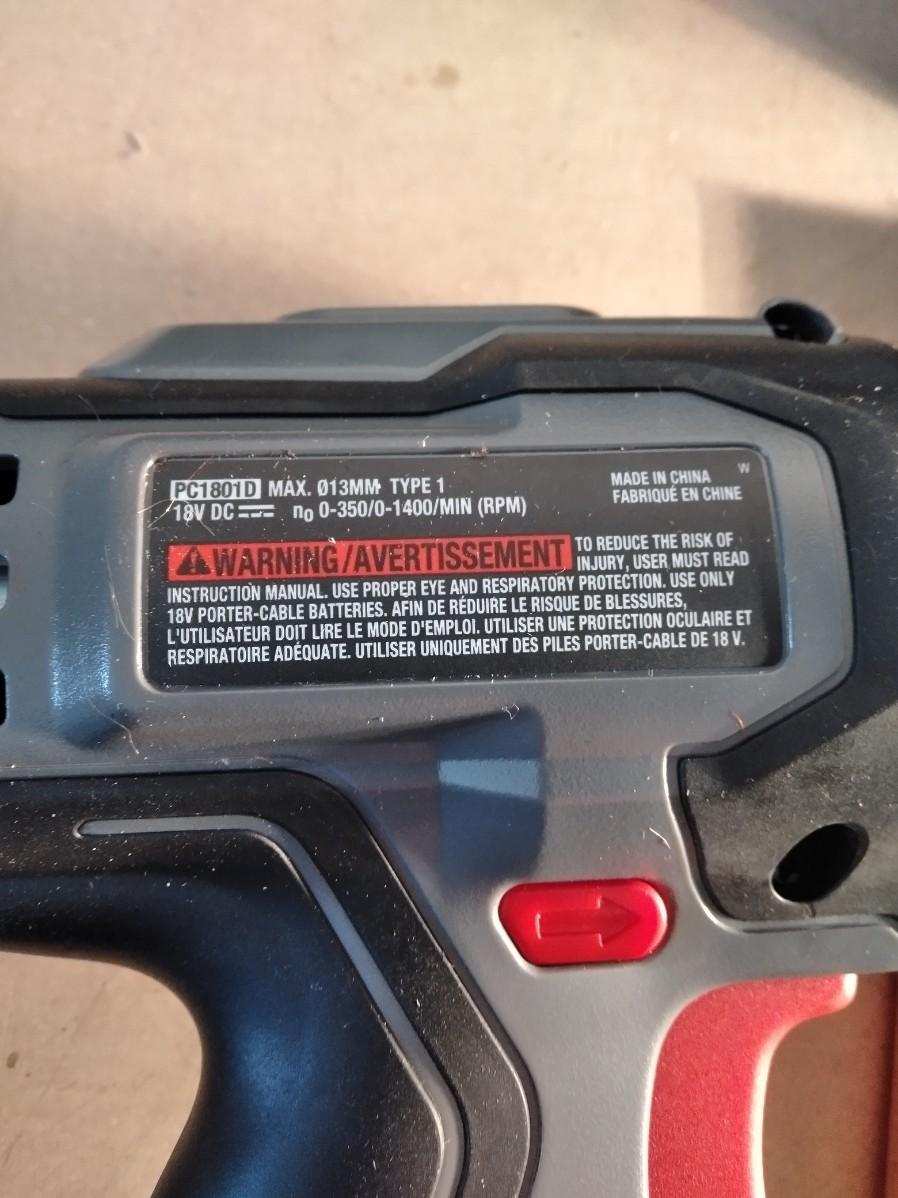 PC1801D MAX. Ø13MM TYPE 1
18V DC n0 0-350/0-1400/MIN (RPM)
MADE IN CHINA W
FABRIQUÉ EN CHINE
WARNING/AVERTISSEMENT TO REDUCE THE RISK OF
INJURY, USER MUST READ
INSTRUCTION MANUAL. USE PROPER EYE AND RESPIRATORY PROTECTION. USE ONLY
18V PORTER-CABLE BATTERIES. AFIN DE RÉDUIRE LE RISQUE DE BLESSURES,
L'UTILISATEUR DOIT LIRE LE MODE D'EMPLOI. UTILISER UNE PROTECTION OCULAIRE ET
RESPIRATOIRE ADÉQUATE. UTILISER UNIQUEMENT DES PILES PORTER-CABLE DE 18 V.